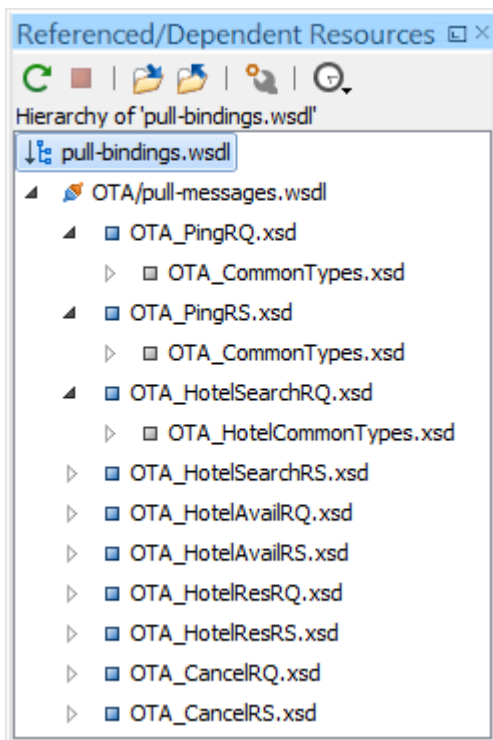 Referenced/Dependent Resources
Hierarchy of 'pull-bindings.wsdl'
pull-bindings.wsdl
OTA/pull-messages.wsdl
OTA_PingRQ.xsd
OTA_CommonTypes.xsd
OTA_PingRS.xsd
OTA_CommonTypes.xsd
OTA_HotelSearchRQ.xsd
OTA_HotelCommonTypes.xsd
OTA_HotelSearchRS.xsd
OTA_HotelAvailRQ.xsd
OTA_HotelAvailRS.xsd
OTA_HotelResRQ.xsd
OTA_HotelResRS.xsd
OTA_CancelRQ.xsd
OTA_CancelRS.xsd